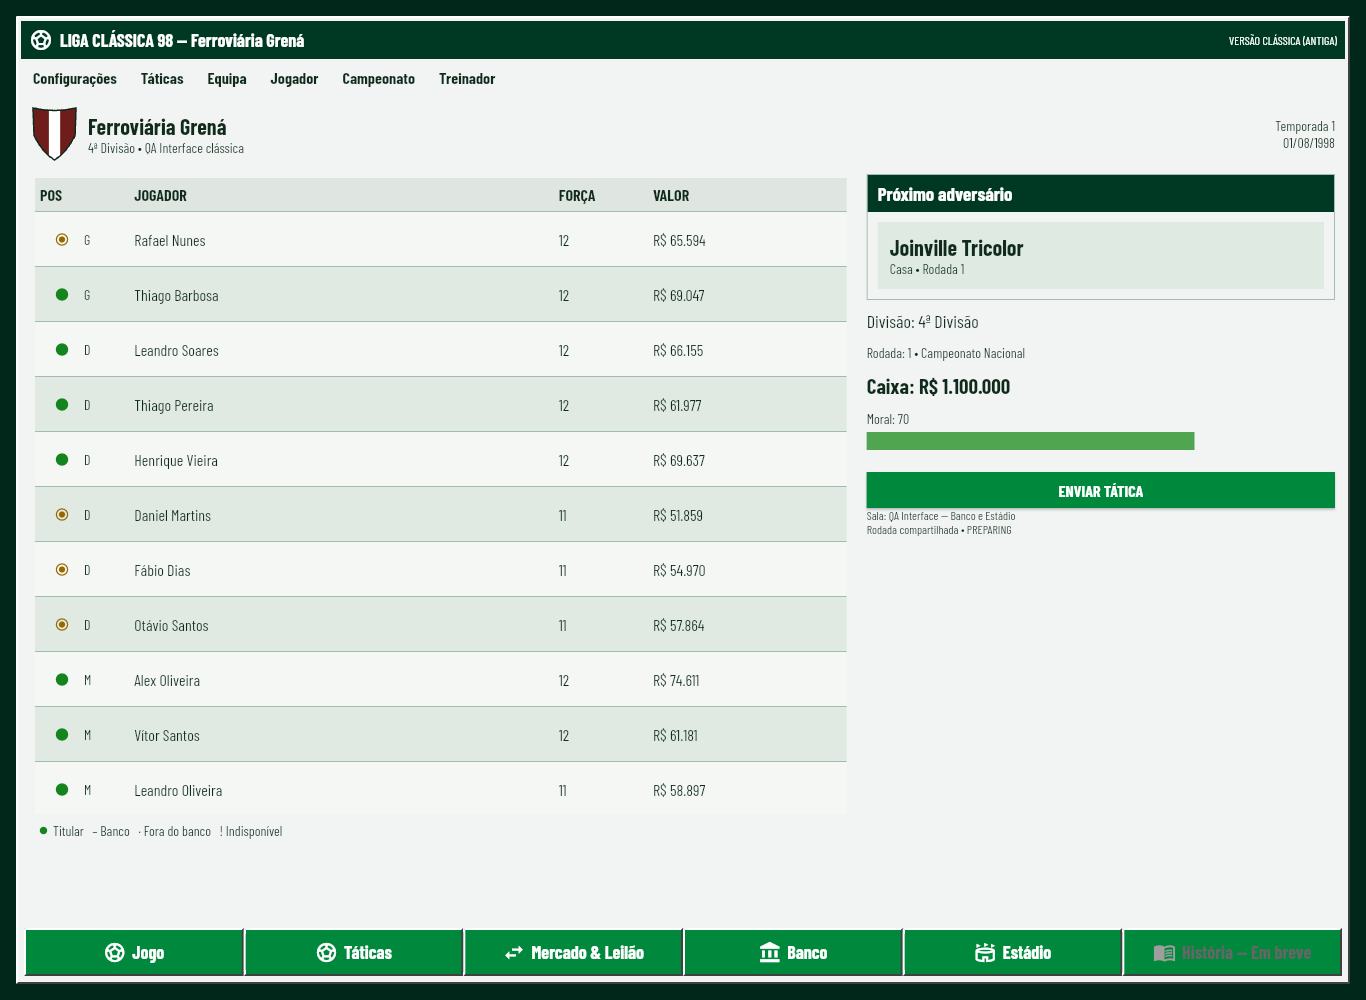 LIGA CLÁSSICA 98 — Ferroviária Grená
VERSÃO CLÁSSICA (ANTIGA)
Configurações Táticas Equipa Jogador Campeonato Treinador
Ferroviária Grená
4ª Divisão • QA Interface clássica
Temporada 1
01/08/1998
POS JOGADOR FORÇA VALOR
G Rafael Nunes 12 R$ 65.594
G Thiago Barbosa 12 R$ 69.047
D Leandro Soares 12 R$ 66.155
D Thiago Pereira 12 R$ 61.977
D Henrique Vieira 12 R$ 69.637
D Daniel Martins 11 R$ 51.859
D Fábio Dias 11 R$ 54.970
D Otávio Santos 11 R$ 57.864
M Alex Oliveira 12 R$ 74.611
M Vítor Santos 12 R$ 61.181
M Leandro Oliveira 11 R$ 58.897
Titular – Banco · Fora do banco ! Indisponível
Próximo adversário
Joinville Tricolor
Casa • Rodada 1
Divisão: 4ª Divisão
Rodada: 1 • Campeonato Nacional
Caixa: R$ 1.100.000
Moral: 70
ENVIAR TÁTICA
Sala: QA Interface — Banco e Estádio
Rodada compartilhada • PREPARING
Jogo Táticas Mercado & Leilão Banco Estádio História — Em breve